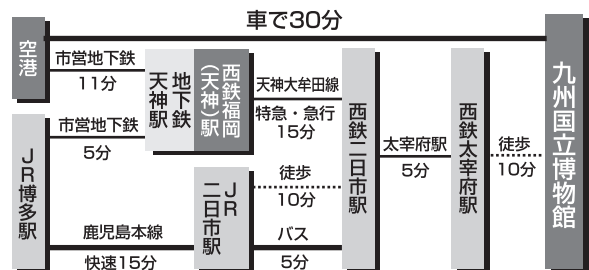 車で30分
空港
市営地下鉄
11分
地下鉄
天神駅
西鉄福岡
（天神）駅
天神大牟田線
特急・急行
15分
市営地下鉄
5分
JR博多駅
鹿児島本線
快速15分
JR
二日市駅
徒歩
10分
バス
5分
西鉄二日市駅
太宰府駅
5分
西鉄太宰府駅
徒歩
10分
九州国立博物館